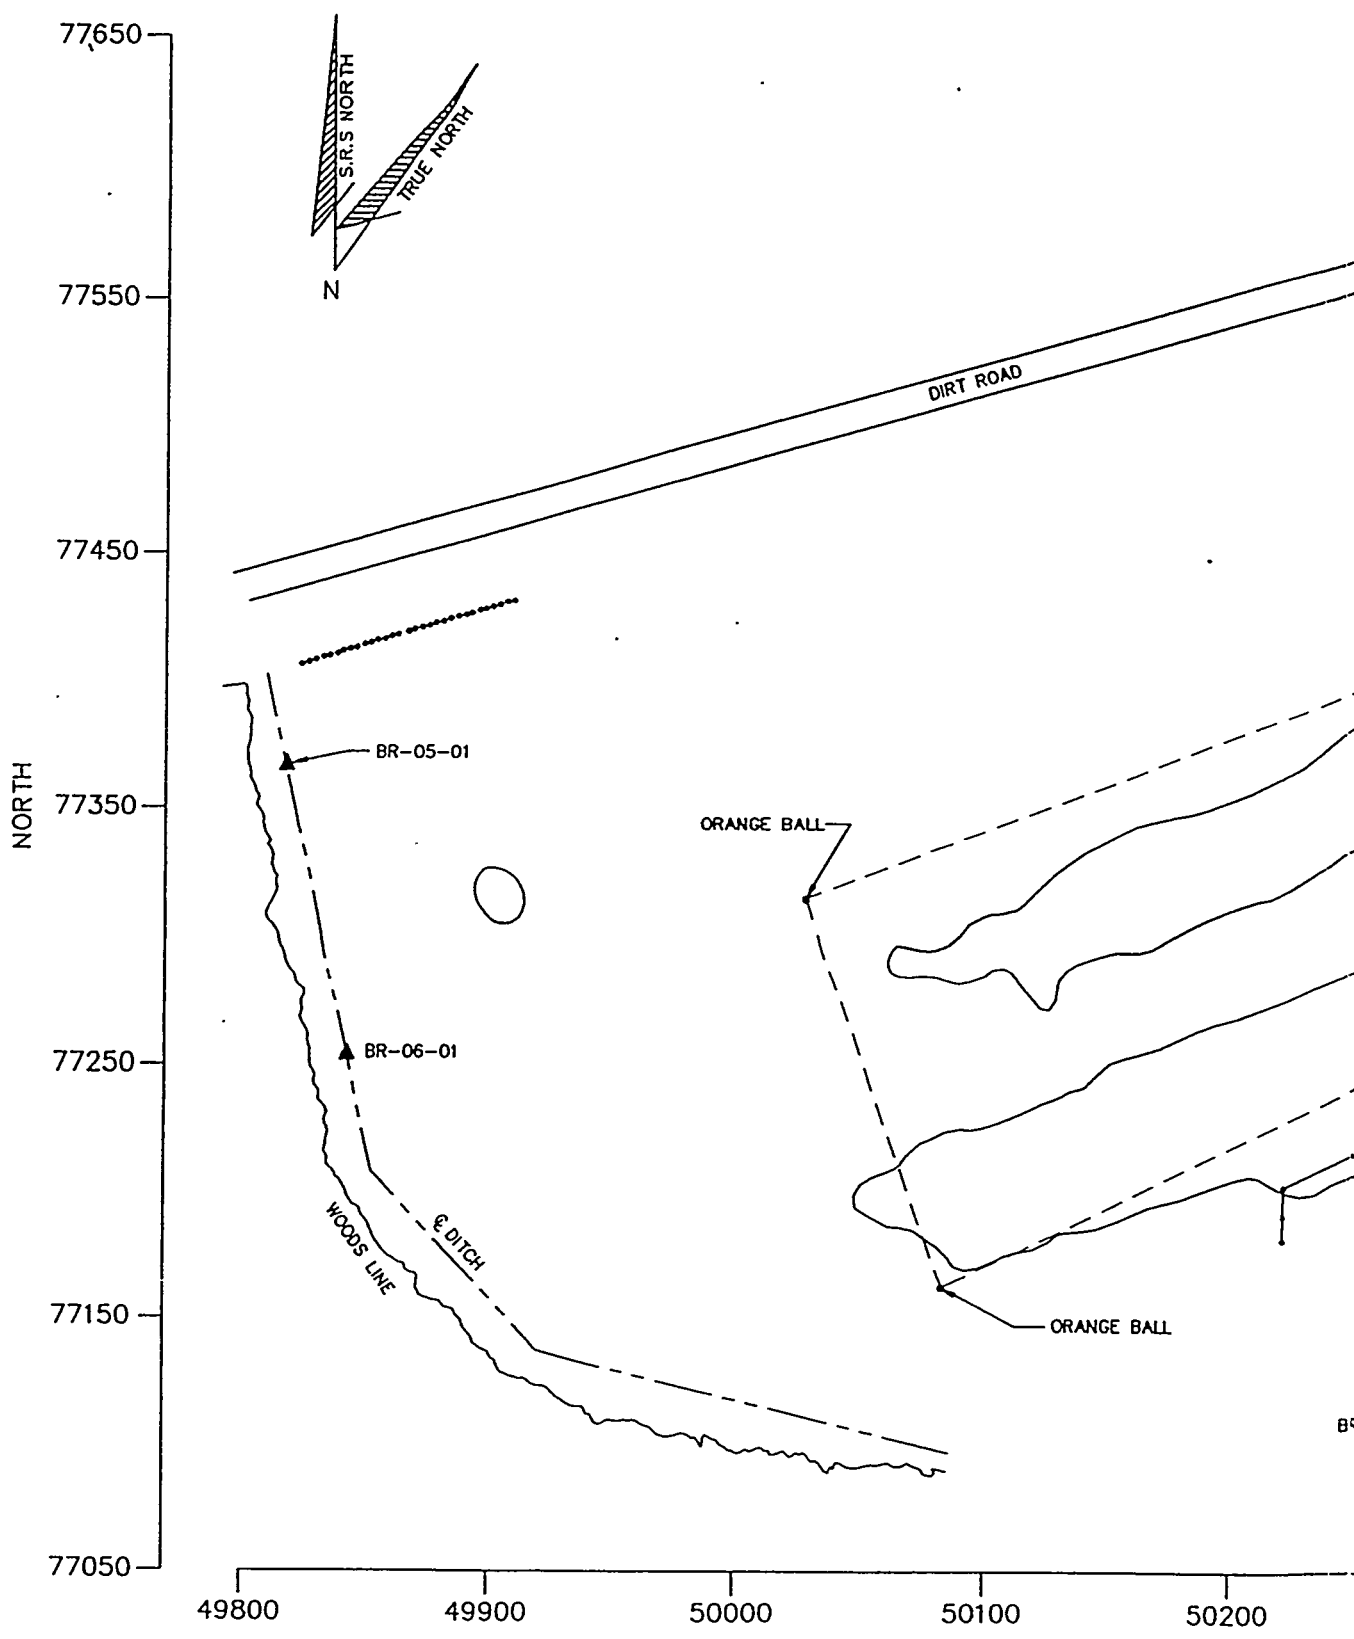 77650
S.R.S NORTH
TRUE NORTH
N
77550
DIRT ROAD
77450
BR-05-01
NORTH
77350
ORANGE BALL
BR-06-01
77250
WOODS LINE
℄ DITCH
77150
ORANGE BALL
77050
49800 49900 50000 50100 50200